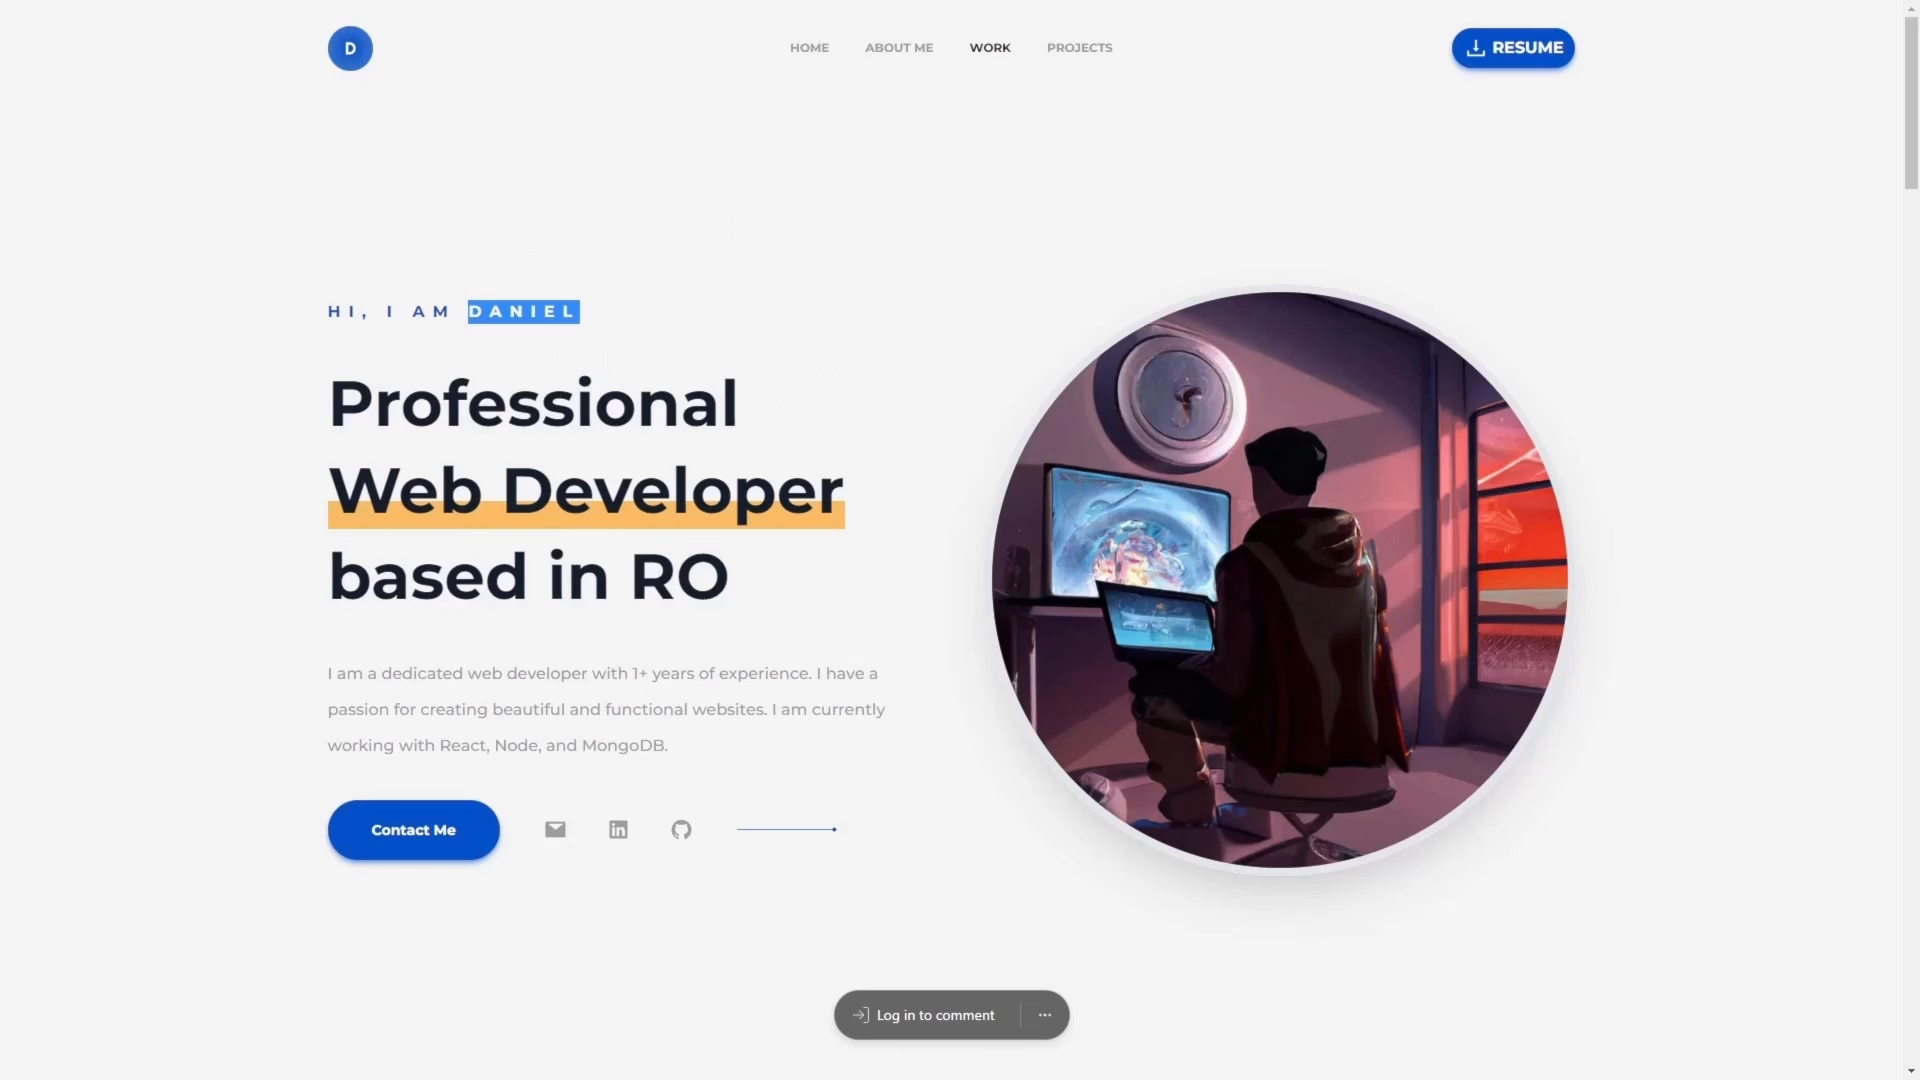 D
HOME ABOUT ME WORK PROJECTS
RESUME
HI, I AM DANIEL
Professional
Web Developer
based in RO
I am a dedicated web developer with 1+ years of experience. I have a
passion for creating beautiful and functional websites. I am currently
working with React, Node, and MongoDB.
Contact Me
in
Log in to comment